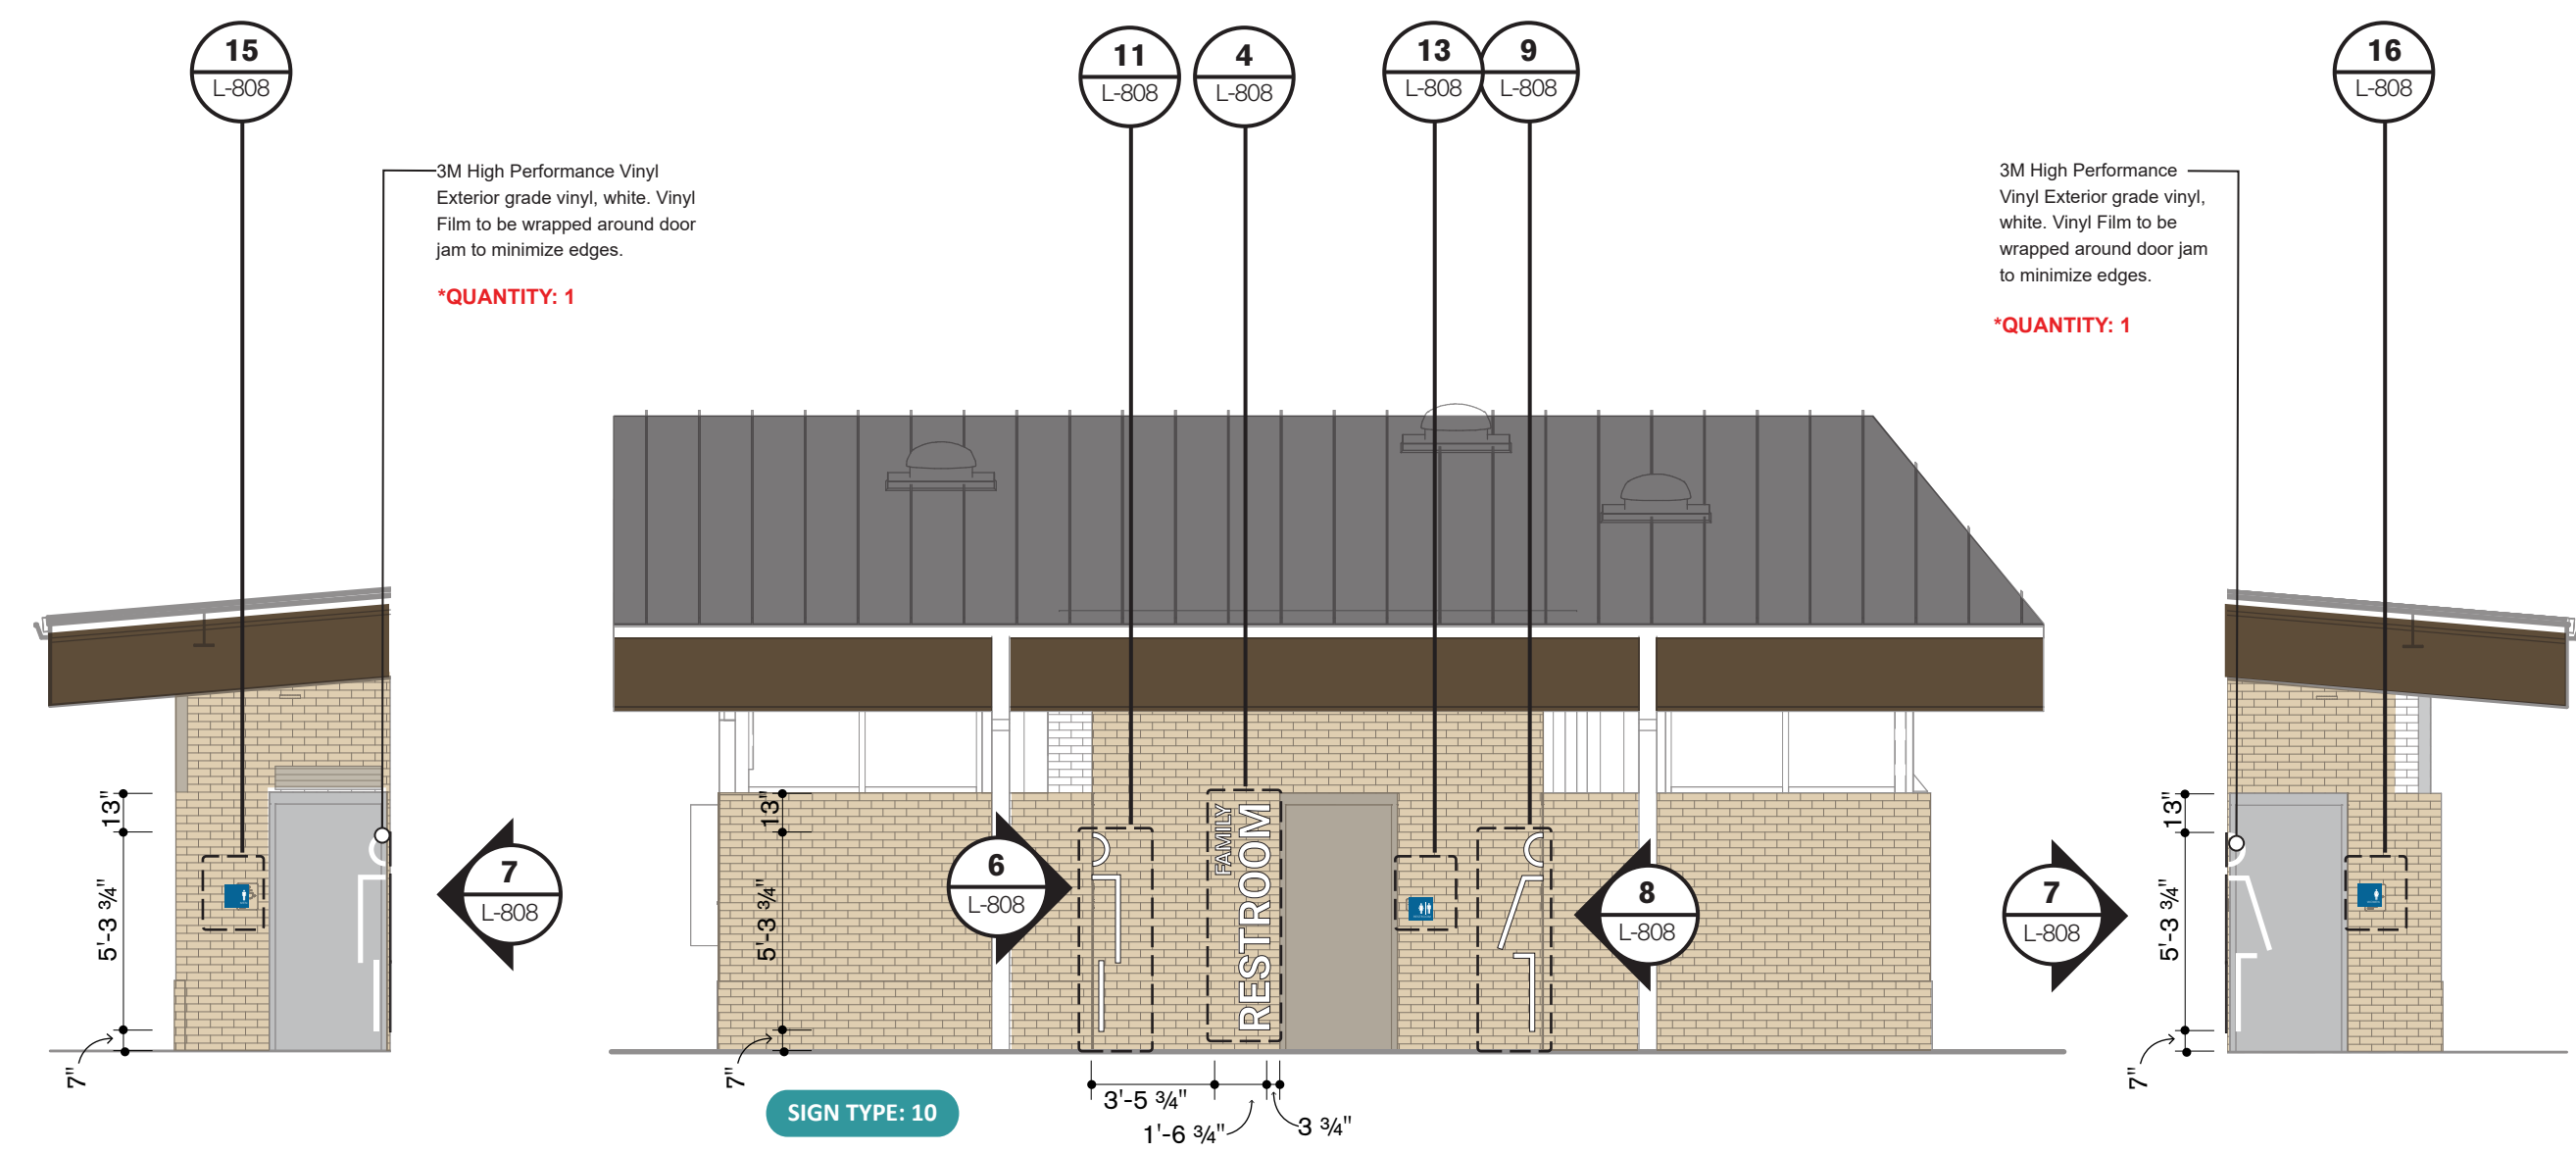 15
L-808
11
L-808
4
L-808
13
L-808
9
L-808
16
L-808
3M High Performance Vinyl
Exterior grade vinyl, white. Vinyl
Film to be wrapped around door
jam to minimize edges.
*QUANTITY: 1
3M High Performance
Vinyl Exterior grade vinyl,
white. Vinyl Film to be
wrapped around door jam
to minimize edges.
*QUANTITY: 1
13"
5'-3 ¾"
7"
7
L-808
13"
5'-3 ¾"
7"
6
L-808
FAMILY
RESTROOM
8
L-808
7
L-808
13"
5'-3 ¾"
7"
3'-5 ¾"
1'-6 ¾"
3 ¾"
SIGN TYPE: 10